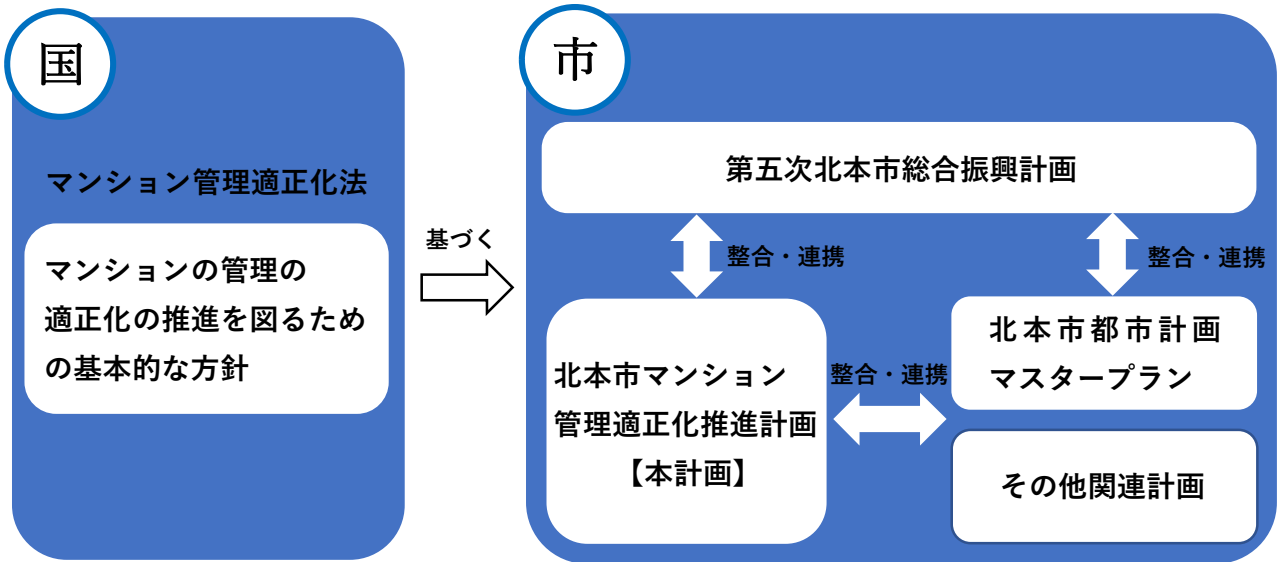 国
マンション管理適正化法
マンションの管理の
適正化の推進を図るため
の基本的な方針
基づく
市
第五次北本市総合振興計画
整合・連携
整合・連携
北本市マンション
管理適正化推進計画
【本計画】
整合・連携
北本市都市計画
マスタープラン
その他関連計画